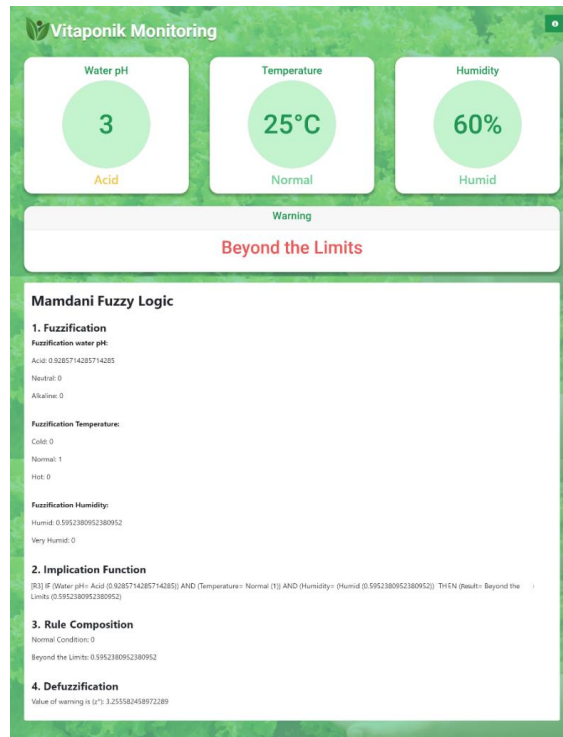 Vitaponik Monitoring
Water pH
3
Acid
Temperature
25°C
Normal
Humidity
60%
Humid
Warning
Beyond the Limits
Mamdani Fuzzy Logic
1. Fuzzification
Fuzzification water pH:
Acid: 0.9285714285714285
Neutral: 0
Alkaline: 0
Fuzzification Temperature:
Cold: 0
Normal: 1
Hot: 0
Fuzzification Humidity:
Humid: 0.5952380952380952
Very Humid: 0
2. Implication Function
[R3] IF (Water pH= Acid (0.9285714285714285)) AND (Temperature= Normal (1)) AND (Humidity= (Humid (0.5952380952380952)) THEN (Result= Beyond the
Limits (0.5952380952380952)
3. Rule Composition
Normal Condition: 0
Beyond the Limits: 0.5952380952380952
4. Defuzzification
Value of warning is (z*): 3.255582458972289